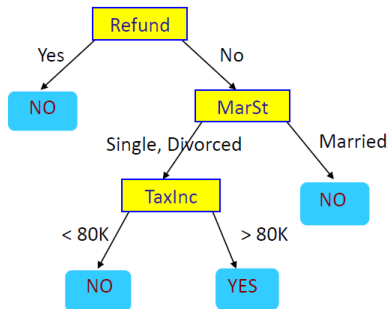 Refund
Yes
No
NO
MarSt
Single, Divorced
Married
TaxInc
NO
< 80K
> 80K
NO
YES